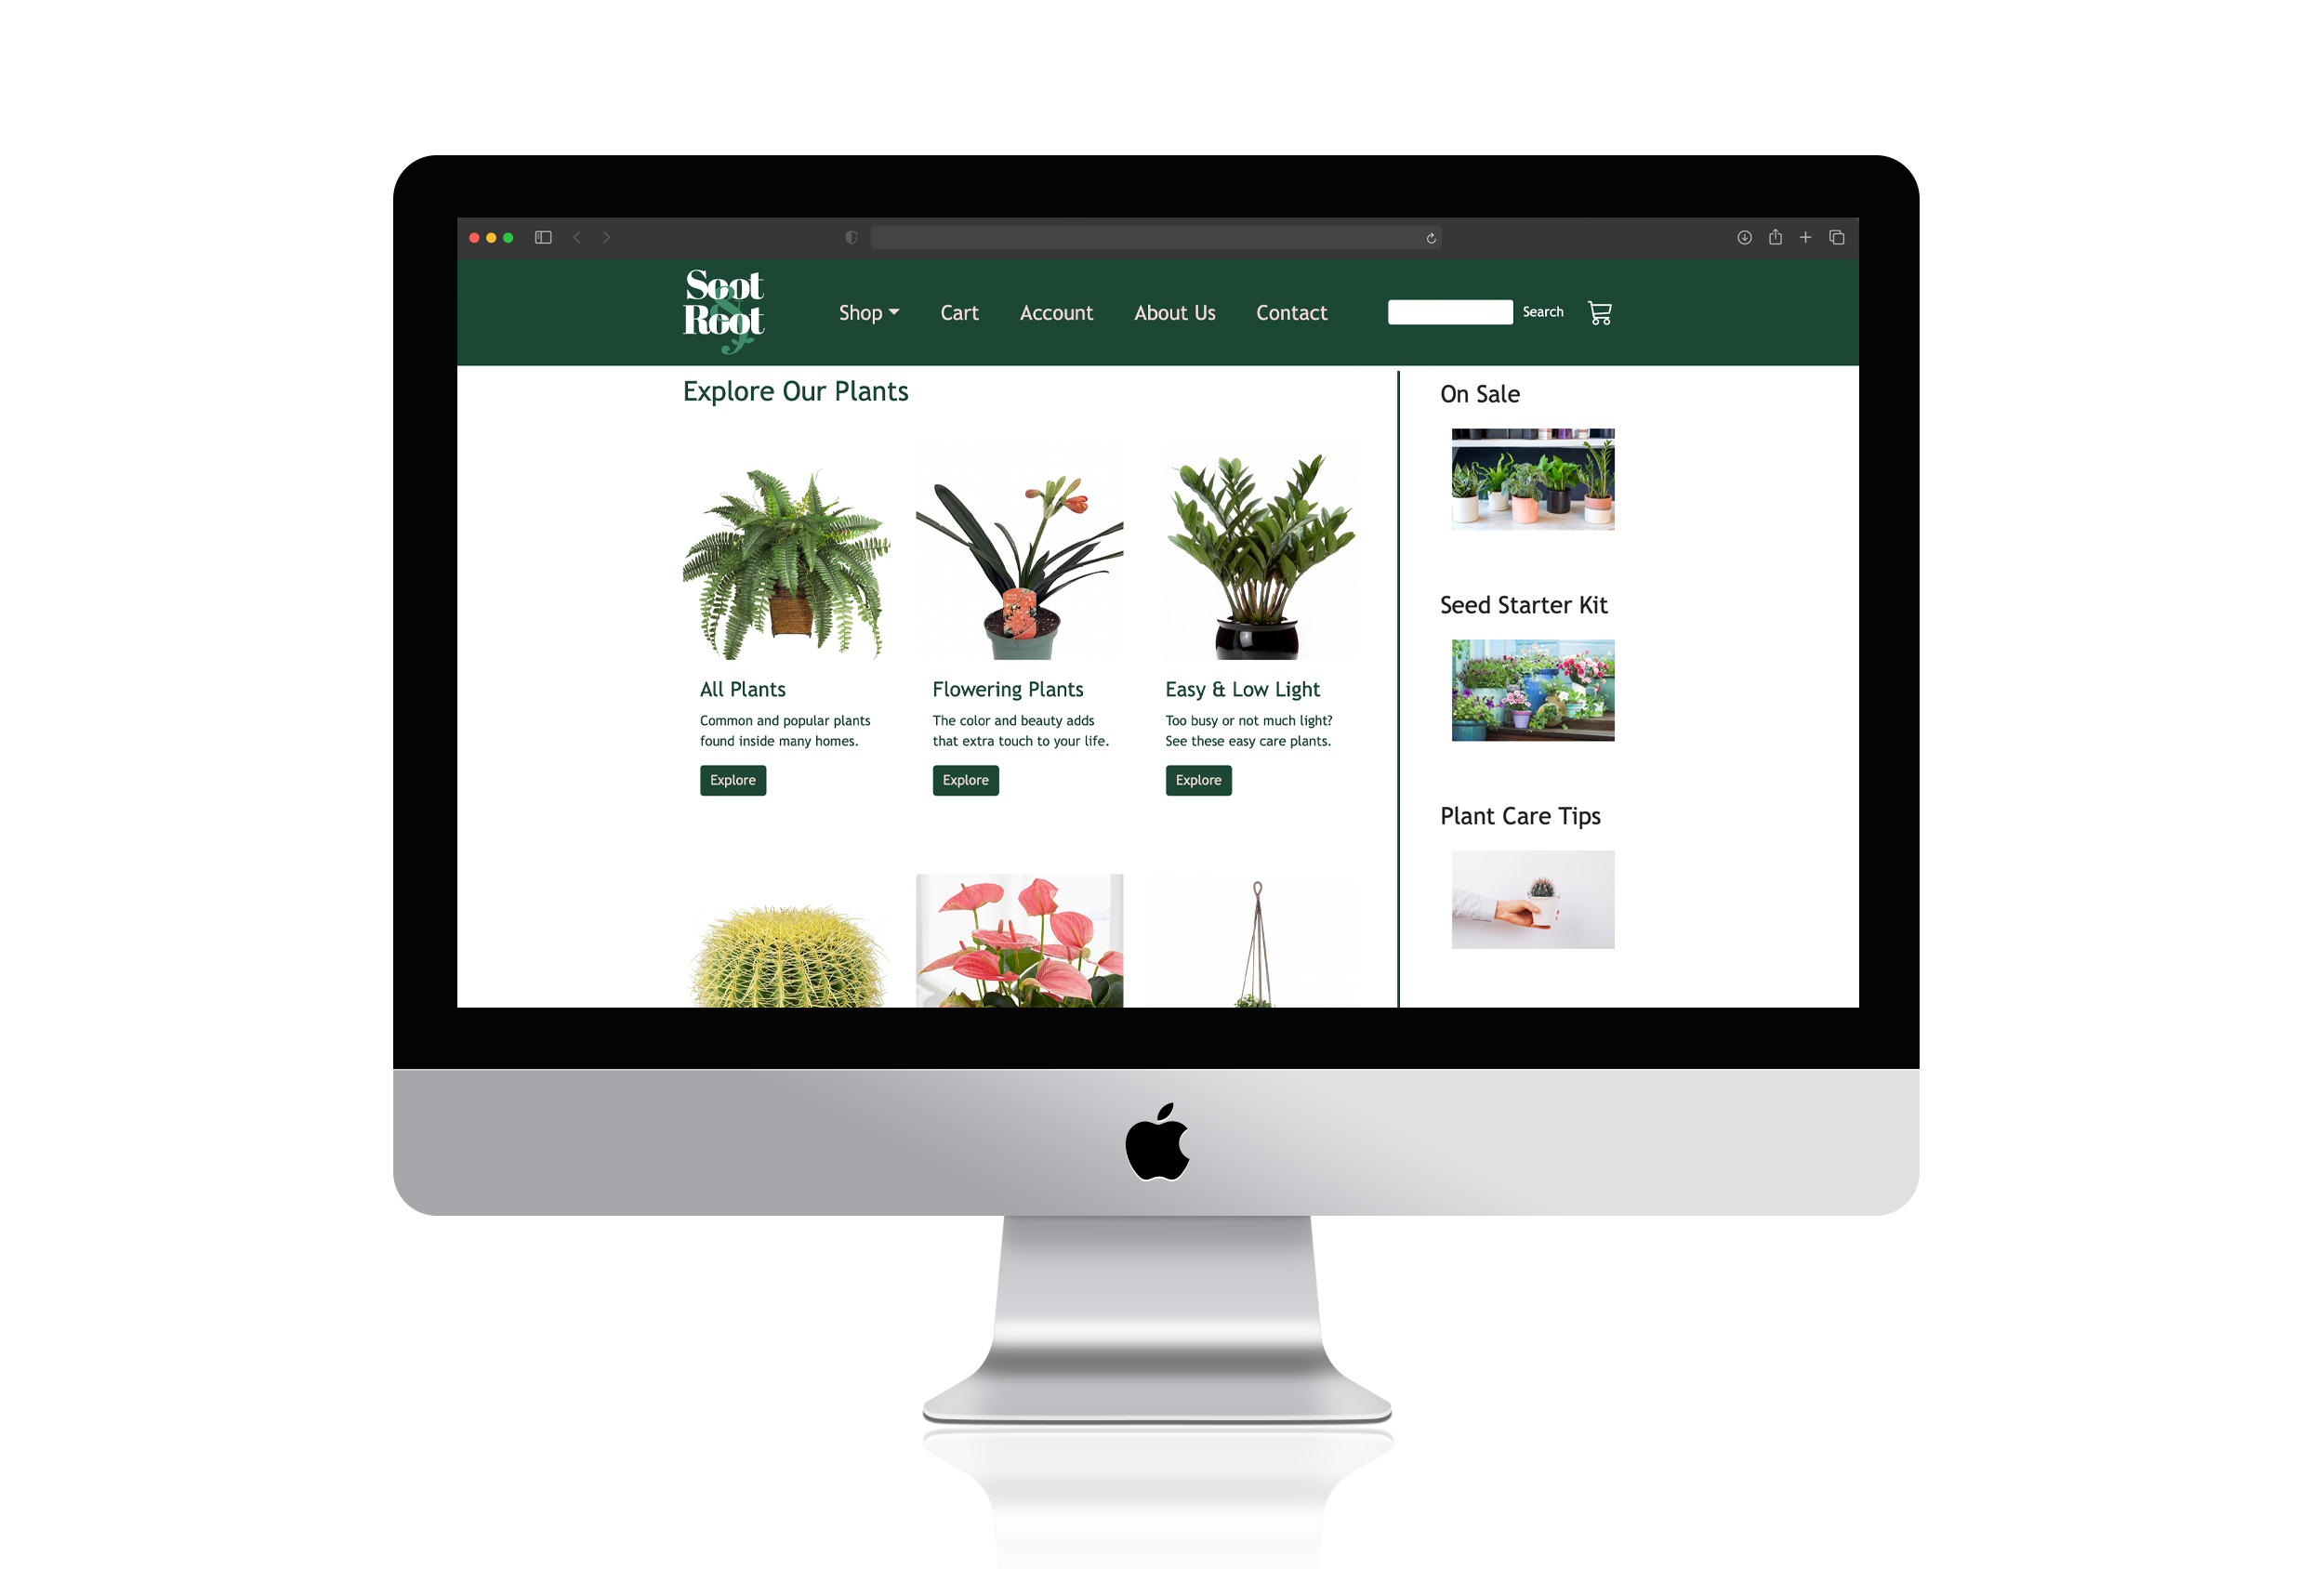 Soot
&
Root
Shop
Cart
Account
About Us
Contact
Search
Explore Our Plants
All Plants
Common and popular plants
found inside many homes.
Explore
Flowering Plants
The color and beauty adds
that extra touch to your life.
Explore
Easy & Low Light
Too busy or not much light?
See these easy care plants.
Explore
On Sale
Seed Starter Kit
Plant Care Tips